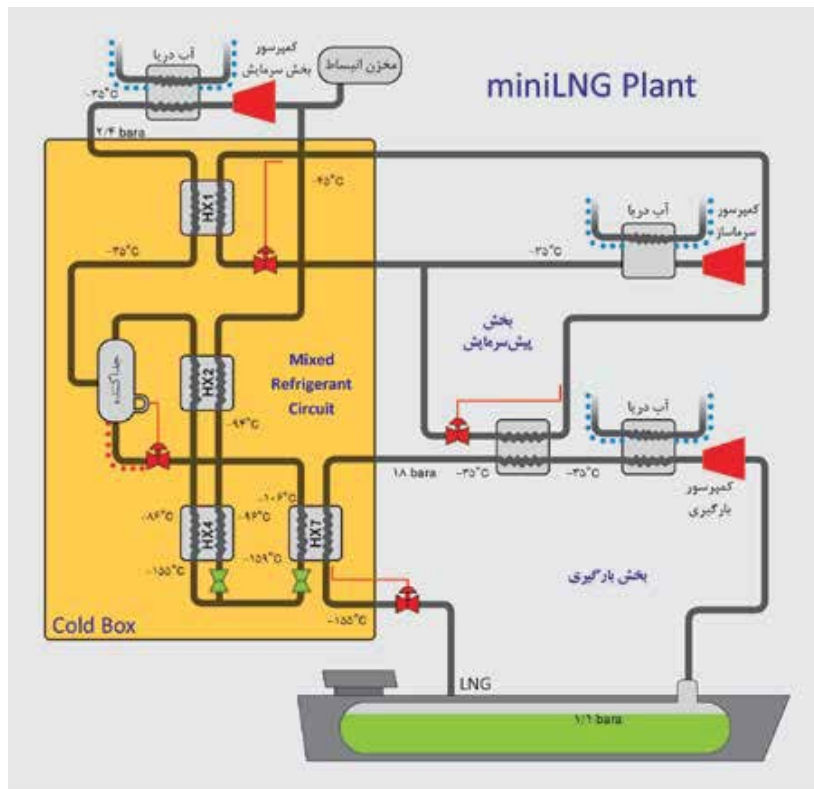 miniLNG Plant
آب دریا
کمپرسور
بخش سرمایش
مخزن انبساط
-۳۵°C
۲/۴ bara
HX1
-۴۵°C
آب دریا
کمپرسور
سرماساز
-۳۵°C
-۳۵°C
بخش
پیش‌سرمایش
جداکننده
HX2
Mixed
Refrigerant
Circuit
-۹۴°C
آب دریا
۱۸ bara
-۳۵°C
-۳۵°C
کمپرسور
بارگیری
-۱۰۶°C
-۸۶°C
HX4
-۹۶°C
HX7
-۱۵۵°C
-۱۵۹°C
بخش بارگیری
-۱۵۵°C
Cold Box
LNG
۱/۱ bara